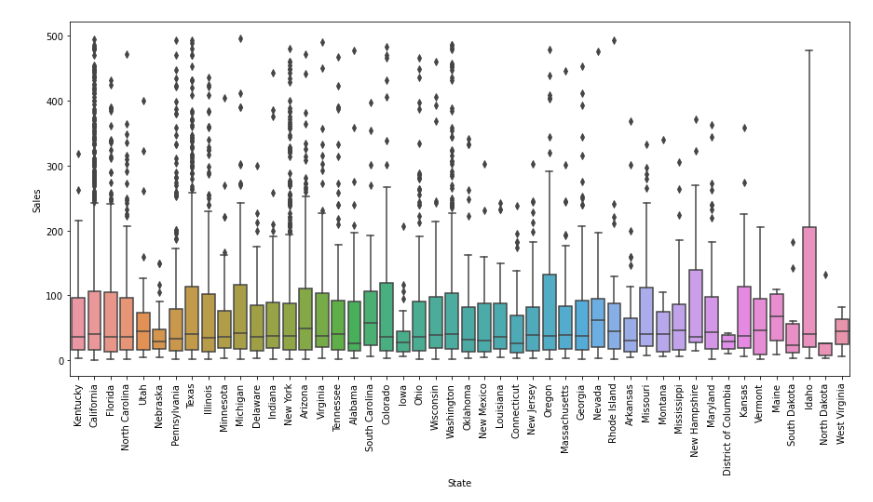 500
400
300
200
100
0
Sales
Kentucky
California
Florida
North Carolina
Utah
Nebraska
Pennsylvania
Texas
Illinois
Minnesota
Michigan
Delaware
Indiana
New York
Arizona
Virginia
Tennessee
Alabama
South Carolina
Colorado
Iowa
Ohio
Wisconsin
Washington
Oklahoma
New Mexico
Louisiana
Connecticut
New Jersey
Oregon
Massachusetts
Georgia
Nevada
Rhode Island
Arkansas
Missouri
Montana
Mississippi
New Hampshire
Maryland
District of Columbia
Kansas
Vermont
Maine
South Dakota
Idaho
North Dakota
West Virginia
State